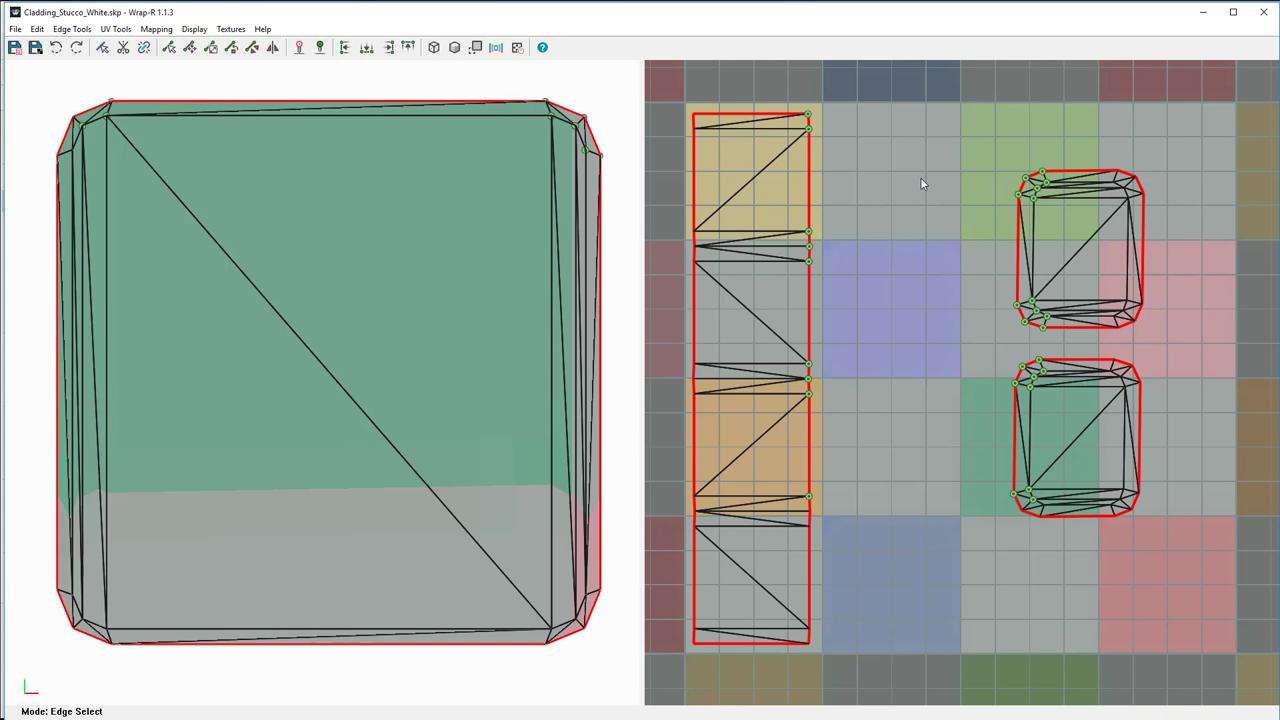 Cladding_Stucco_White.skp - Wrap-R 1.1.3
File Edit Edge Tools UV Tools Mapping Display Textures Help
Mode: Edge Select